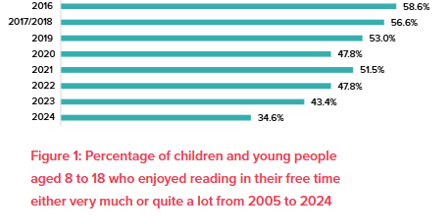 2016 58.6%
2017/2018 56.6%
2019 53.0%
2020 47.8%
2021 51.5%
2022 47.8%
2023 43.4%
2024 34.6%
Figure 1: Percentage of children and young people
aged 8 to 18 who enjoyed reading in their free time
either very much or quite a lot from 2005 to 2024